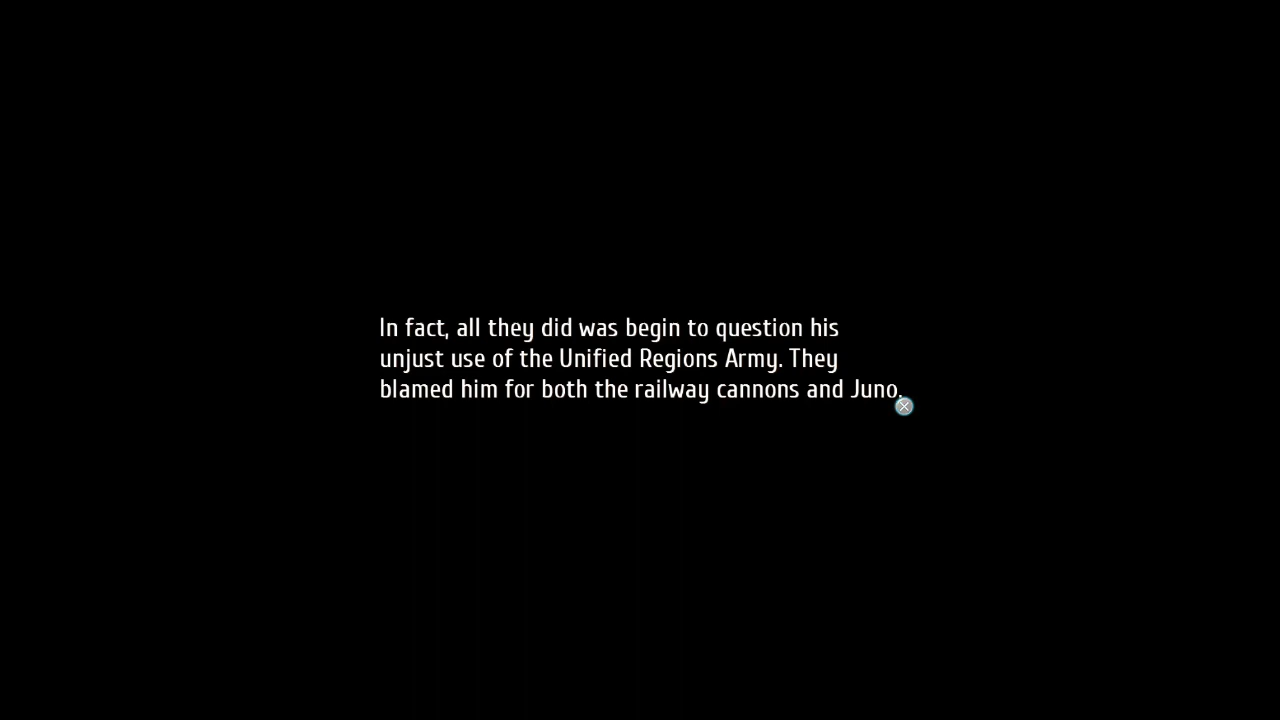 In fact, all they did was begin to question his
unjust use of the Unified Regions Army. They
blamed him for both the railway cannons and Juno.